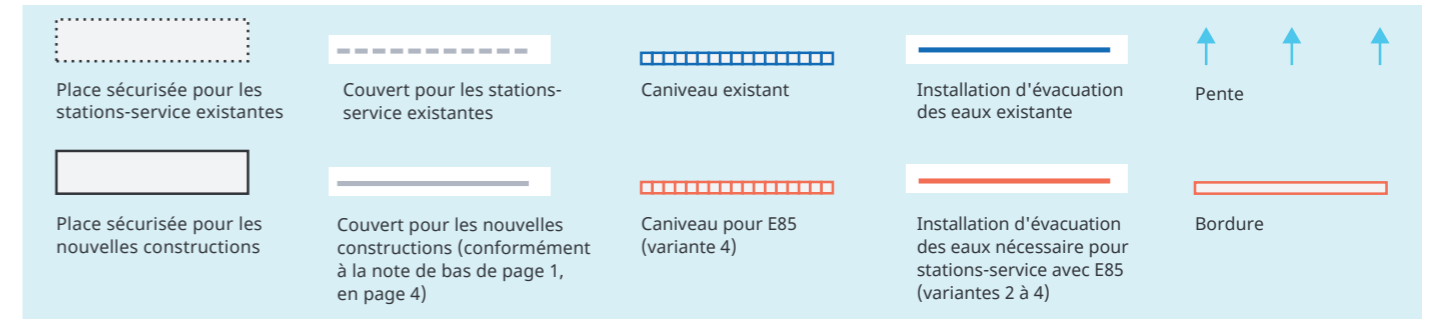 Place sécurisée pour les
stations-service existantes
Couvert pour les stations-
service existantes
Caniveau existant
Installation d'évacuation
des eaux existante
Pente
Place sécurisée pour les
nouvelles constructions
Couvert pour les nouvelles
constructions (conformément
à la note de bas de page 1,
en page 4)
Caniveau pour E85
(variante 4)
Installation d'évacuation
des eaux nécessaire pour
stations-service avec E85
(variantes 2 à 4)
Bordure